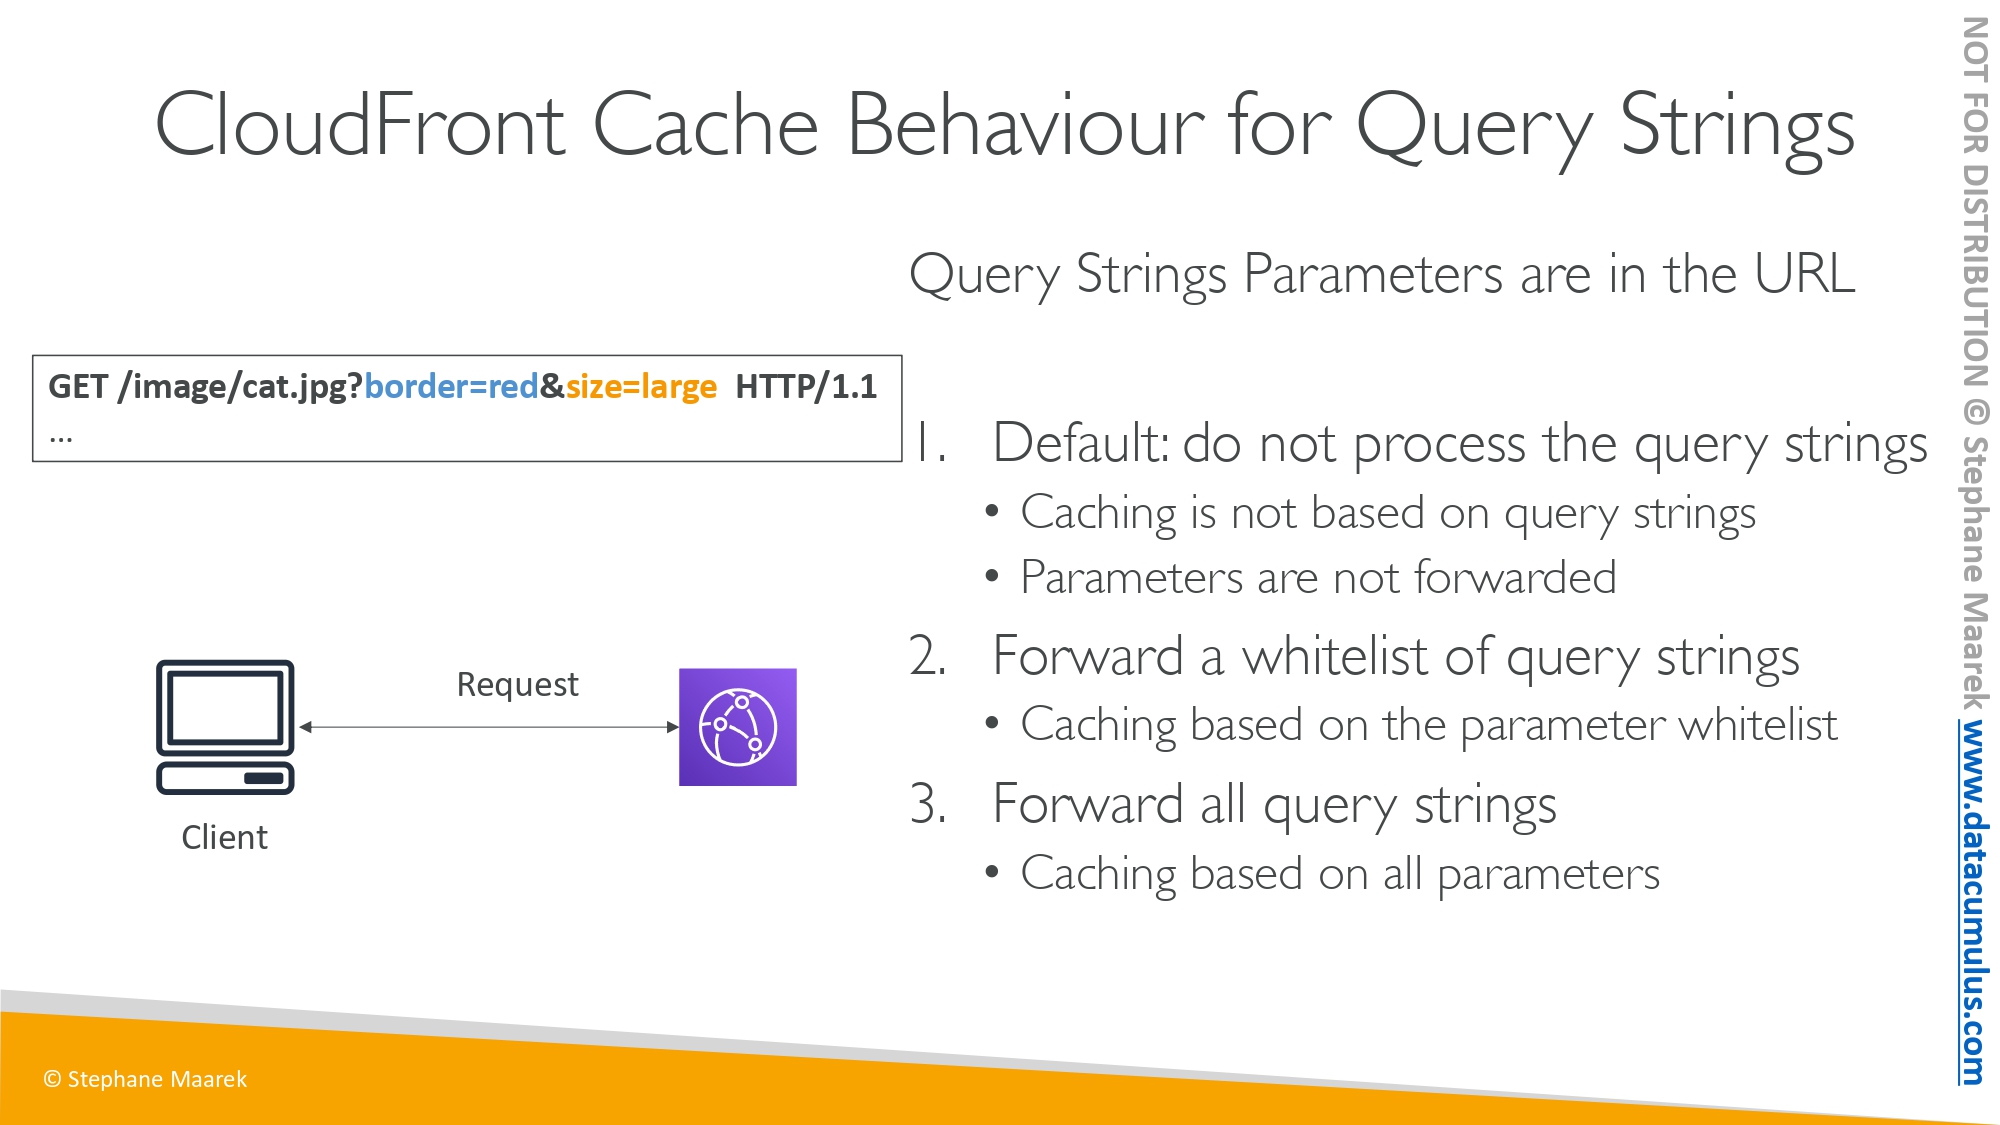 CloudFront Cache Behaviour for Query Strings
Query Strings Parameters are in the URL
GET /image/cat.jpg?border=red&size=large HTTP/1.1
...
1. Default: do not process the query strings
• Caching is not based on query strings
• Parameters are not forwarded
2. Forward a whitelist of query strings
• Caching based on the parameter whitelist
3. Forward all query strings
• Caching based on all parameters
Request
Client
© Stephane Maarek
NOT FOR DISTRIBUTION © Stephane Maarek www.datacumulus.com